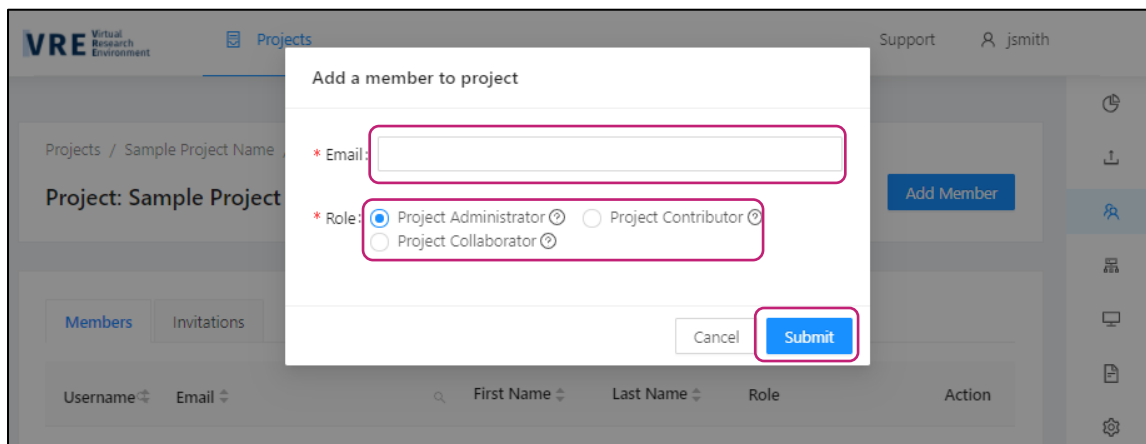 VRE Virtual Research Environment
Projects
Support
jsmith
Add a member to project
Projects / Sample Project Name /
* Email:
Project: Sample Project
Add Member
* Role: Project Administrator Project Contributor
Project Collaborator
Members
Invitations
Cancel
Submit
Username Email First Name Last Name Role Action